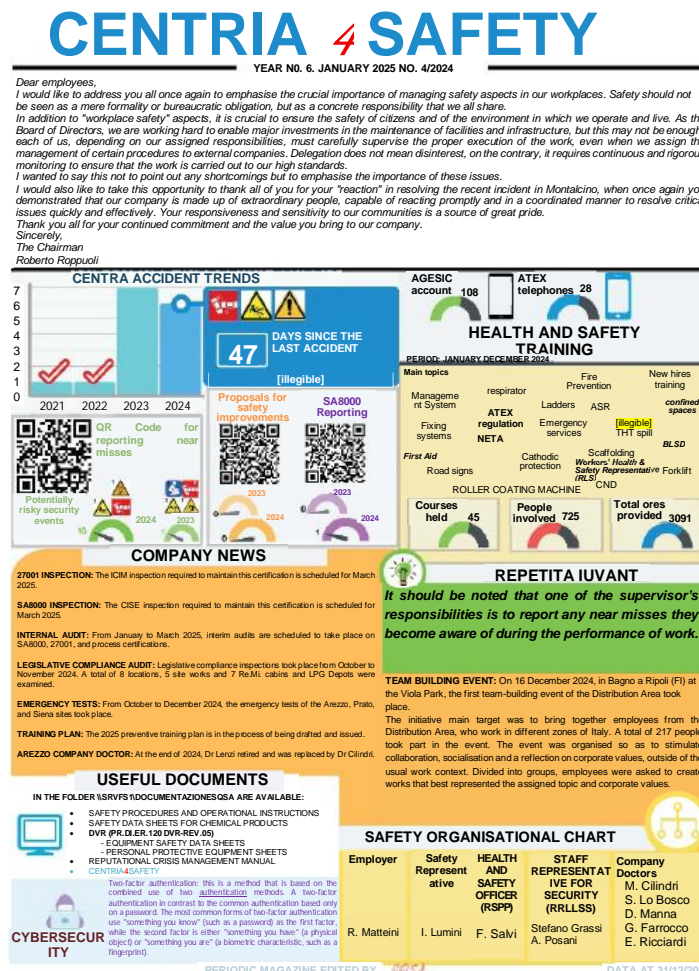 CENTRIA 4 SAFETY
YEAR N0. 6. JANUARY 2025 NO. 4/2024
Dear employees,
I would like to address you all once again to emphasise the crucial importance of managing safety aspects in our workplaces. Safety should not
be seen as a mere formality or bureaucratic obligation, but as a concrete responsibility that we all share.
In addition to "workplace safety" aspects, it is crucial to ensure the safety of citizens and of the environment in which we operate and live. As th
Board of Directors, we are working hard to enable major investments in the maintenance of facilities and infrastructure, but this may not be enough
each of us, depending on our assigned responsibilities, must carefully supervise the proper execution of the work, even when we assign th
management of certain procedures to external companies. Delegation does not mean disinterest, on the contrary, it requires continuous and rigorou
monitoring to ensure that the work is carried out to our high standards.
I wanted to say this not to point out any shortcomings but to emphasise the importance of these issues.
I would also like to take this opportunity to thank all of you for your "reaction" in resolving the recent incident in Montalcino, when once again yo
demonstrated that our company is made up of extraordinary people, capable of reacting promptly and in a coordinated manner to resolve critica
issues quickly and effectively. Your responsiveness and sensitivity to our communities is a source of great pride.
Thank you all for your continued commitment and the value you bring to our company.
Sincerely,
The Chairman
Roberto Roppuoli
CENTRA ACCIDENT TRENDS
7
6
5
4
3
2
1
0
2021 2022 2023 2024
47
DAYS SINCE THE
LAST ACCIDENT
[illegible]
AGESIC
account 108
ATEX
telephones 28
HEALTH AND SAFETY
TRAINING
PERIOD: JANUARY DECEMBER 2024
Main topics
Manageme
nt System
respirator
Fire
Prevention
New hires
training
Fixing
systems
ATEX
regulation
NETA
Ladders
ASR
confined
spaces
Emergency
services
[illegible]
THT spill
BLSD
First Aid
Road signs
Cathodic
protection
Scaffolding
Workers' Health &
Safety Representative
(RLS)
Forklift
CND
ROLLER COATING MACHINE
Courses
held 45
People
involved 725
Total ores
provided 3091
QR Code for
reporting near
misses
Potentially
risky security
events
10
2024
2023
7
Proposals for
safety
improvements
2023
0
2024
0
SA8000
Reporting
2023
0
2024
1
COMPANY NEWS
27001 INSPECTION: The ICIM inspection required to maintain this certification is scheduled for March
2025.
SA8000 INSPECTION: The CISE inspection required to maintain this certification is scheduled for
March 2025.
INTERNAL AUDIT: From January to March 2025, interim audits are scheduled to take place on
SA8000, 27001, and process certifications.
LEGISLATIVE COMPLIANCE AUDIT: Legislative compliance inspections took place from October to
November 2024. A total of 8 locations, 5 site works and 7 Re.Mi. cabins and LPG Depots were
examined.
EMERGENCY TESTS: From October to December 2024, the emergency tests of the Arezzo, Prato,
and Siena sites took place.
TRAINING PLAN: The 2025 preventive training plan is in the process of being drafted and issued.
AREZZO COMPANY DOCTOR: At the end of 2024, Dr Lenzi retired and was replaced by Dr Cilindri.
REPETITA IUVANT
It should be noted that one of the supervisor's
responsibilities is to report any near misses they
become aware of during the performance of work.
TEAM BUILDING EVENT: On 16 December 2024, in Bagno a Ripoli (FI) at
the Viola Park, the first team-building event of the Distribution Area took
place.
The initiative main target was to bring together employees from the
Distribution Area, who work in different zones of Italy. A total of 217 people
took part in the event. The event was organised so as to stimulate
collaboration, socialisation and a reflection on corporate values, outside of the
usual work context. Divided into groups, employees were asked to create
works that best represented the assigned topic and corporate values.
USEFUL DOCUMENTS
IN THE FOLDER \\SRVFS1\DOCUMENTAZIONESQSA ARE AVAILABLE:
• SAFETY PROCEDURES AND OPERATIONAL INSTRUCTIONS
• SAFETY DATA SHEETS FOR CHEMICAL PRODUCTS
• DVR (PR.DI.ER.120 DVR-REV.05)
- EQUIPMENT SAFETY DATA SHEETS
- PERSONAL PROTECTIVE EQUIPMENT SHEETS
• REPUTATIONAL CRISIS MANAGEMENT MANUAL
• CENTRIA4SAFETY
CYBERSECUR
ITY
Two-factor authentication: this is a method that is based on the
combined use of two authentication methods. A two-factor
authentication in contrast to the common authentication based only
on a password. The most common forms of two-factor authentication
use "something you know" (such as a password) as the first factor,
while the second factor is either "something you have" (a physical
object) or "something you are" (a biometric characteristic, such as a
fingerprint).
SAFETY ORGANISATIONAL CHART
Employer
R. Matteini
Safety
Represent
ative
I. Lumini
HEALTH
AND
SAFETY
OFFICER
(RSPP)
F. Salvi
STAFF
REPRESENTAT
IVE FOR
SECURITY
(RRLLSS)
Stefano Grassi
A. Posani
Company
Doctors
M. Cilindri
S. Lo Bosco
D. Manna
G. Farrocco
E. Ricciardi
PERIODIC MAGAZINE EDITED BY
DATA AT 31/12/20